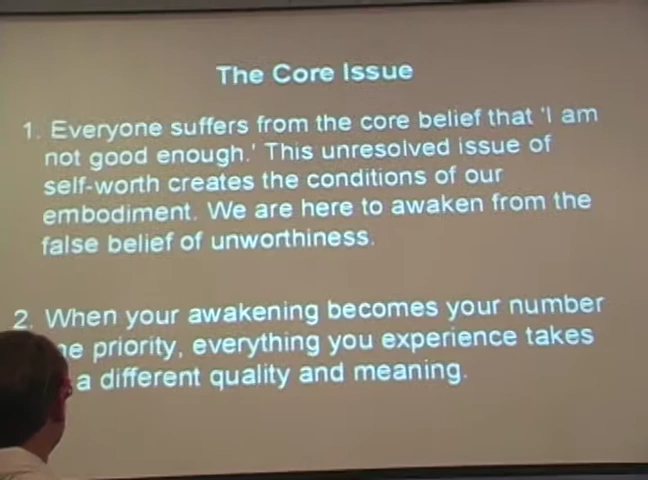 The Core Issue
1. Everyone suffers from the core belief that 'I am
not good enough.' This unresolved issue of
self-worth creates the conditions of our
embodiment. We are here to awaken from the
false belief of unworthiness.
2. When your awakening becomes your number
priority, everything you experience takes
a different quality and meaning.